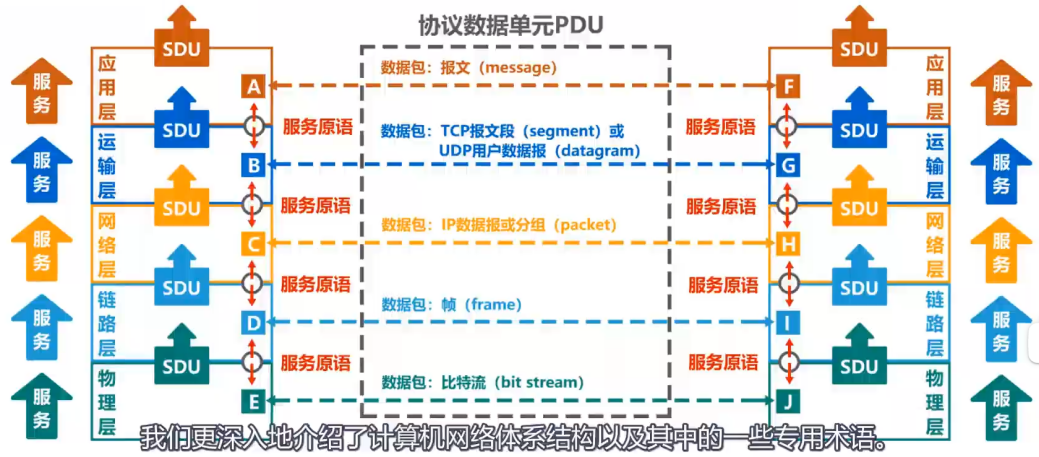 协议数据单元PDU
SDU
SDU
服务
应用层
A
数据包：报文（message）
F
应用层
服务
服务原语
服务原语
SDU
SDU
服务
运输层
B
数据包：TCP报文段（segment）或
UDP用户数据报（datagram）
G
运输层
服务
服务原语
服务原语
SDU
SDU
服务
网络层
C
数据包：IP数据报或分组（packet）
H
网络层
服务
服务原语
服务原语
SDU
SDU
服务
链路层
D
数据包：帧（frame）
I
链路层
服务
服务原语
服务原语
SDU
SDU
服务
物理层
E
数据包：比特流（bit stream）
J
物理层
服务
我们更深入地介绍了计算机网络体系结构以及其中的一些专用术语。